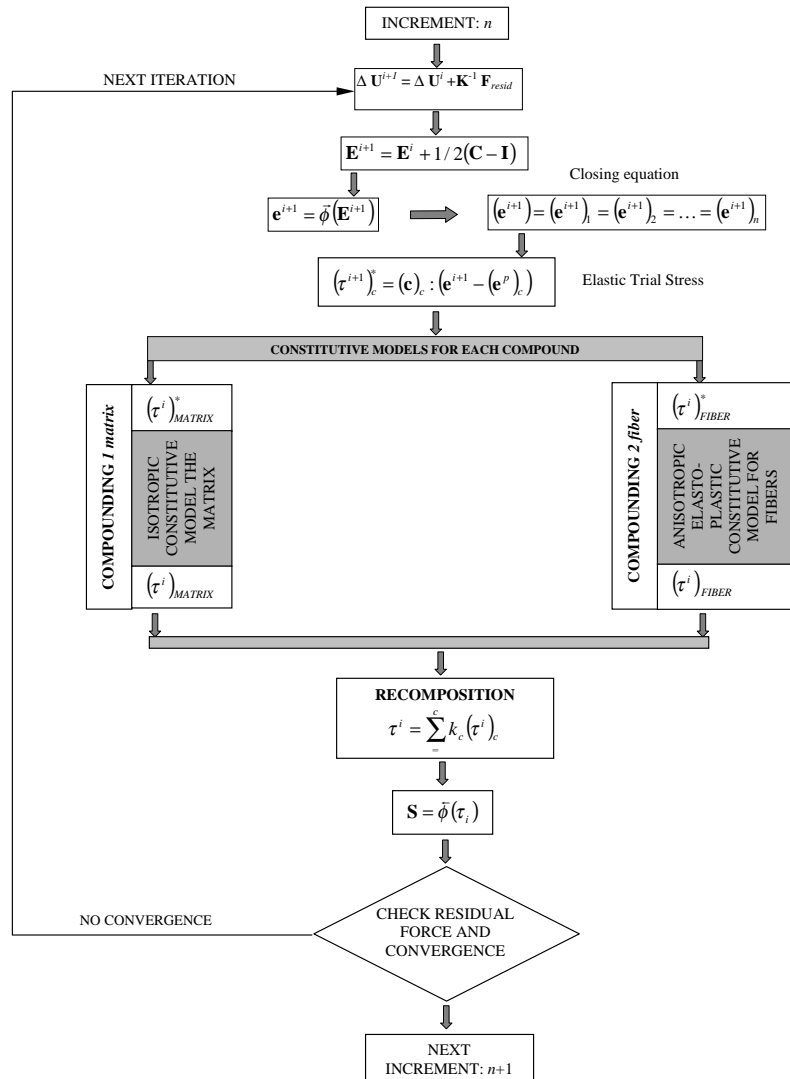 INCREMENT: n
NEXT ITERATION
Δ U^{i+1} = Δ U^i +K^{-1} F_{resid}
E^{i+1} = E^i + 1/2(C − I)
Closing equation
e^{i+1} = \vec{ϕ}(E^{i+1})
(e^{i+1}) = (e^{i+1})_1 = (e^{i+1})_2 = … = (e^{i+1})_n
(τ^{i+1})_c^* = (c)_c : (e^{i+1} − (e^p)_c)
Elastic Trial Stress
CONSTITUTIVE MODELS FOR EACH COMPOUND
COMPOUNDING 1 matrix
(τ^i)^*_{MATRIX}
ISOTROPIC
CONSTITUTIVE
MODEL THE
MATRIX
(τ^i)_{MATRIX}
COMPOUNDING 2 fiber
(τ^i)^*_{FIBER}
ANISOTROPIC
ELASTO-
PLASTIC
CONSTITUTIVE
MODEL FOR
FIBERS
(τ^i)_{FIBER}
RECOMPOSITION
τ^i = \sum_{=}^{c} k_c (τ^i)_c
S = \bar{ϕ}(τ_i)
NO CONVERGENCE
CHECK RESIDUAL
FORCE AND
CONVERGENCE
NEXT
INCREMENT: n+1